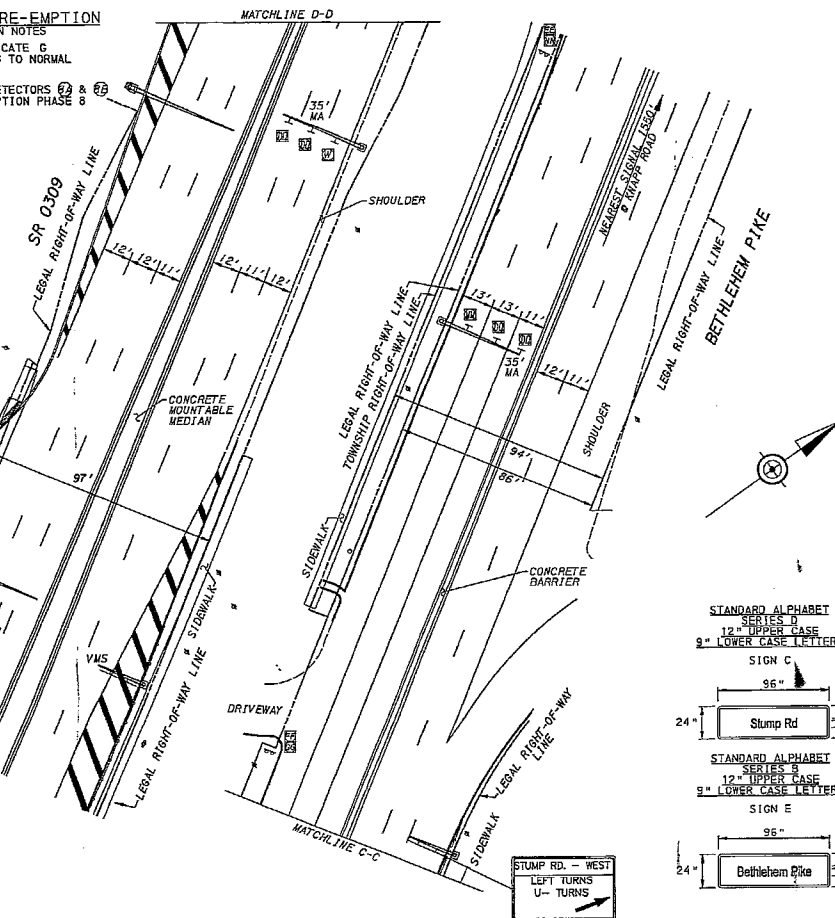 RE-EMPTION
N NOTES
CATE G
S TO NORMAL
ETECTORS & 
PTION PHASE 8
MATCHLINE D-D
35'
MA
SR 0309
LEGAL RIGHT-OF-WAY LINE
SHOULDER
12' 12' 11'
12' 11' 12'
CONCRETE
MOUNTABLE
MEDIAN
97'
SIDEWALK
VMS
LEGAL RIGHT-OF-WAY LINE
NEAREST SIGNAL 1550'
@ KNAPP ROAD
BETHLEHEM PIKE
LEGAL RIGHT-OF-WAY LINE
LEGAL RIGHT-OF-WAY LINE
TOWNSHIP RIGHT-OF-WAY LINE
13' 13' 11'
35'
MA
12' 11'
SHOULDER
94'
86'
SIDEWALK
CONCRETE
BARRIER
DRIVEWAY
LEGAL RIGHT-OF-WAY
LINE
SIDEWALK
MATCHLINE C-C
STUMP RD. - WEST
LEFT TURNS
U- TURNS
STANDARD ALPHABET
SERIES D
12" UPPER CASE
9" LOWER CASE LETTER
SIGN C
96"
24"
Stump Rd
STANDARD ALPHABET
SERIES B
12" UPPER CASE
9" LOWER CASE LETTER
SIGN E
96"
24"
Bethlehem Pike